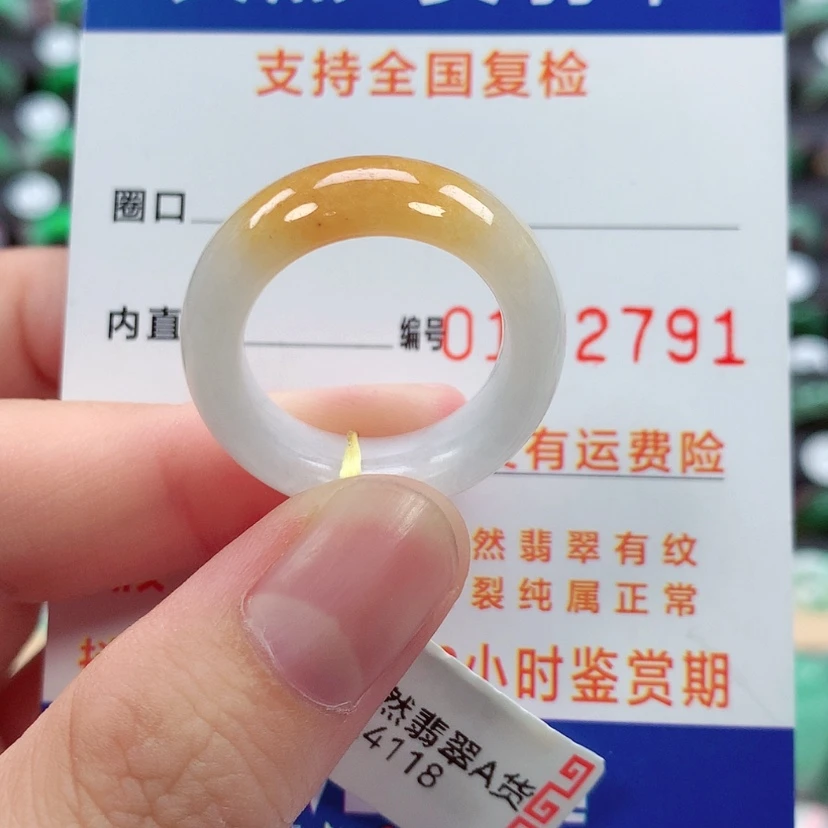 支持全国复检
圈口
内直
编号01 2791
有运费险
然翡翠有纹
裂纯属正常
小时鉴赏期
然翡翠A货
4118